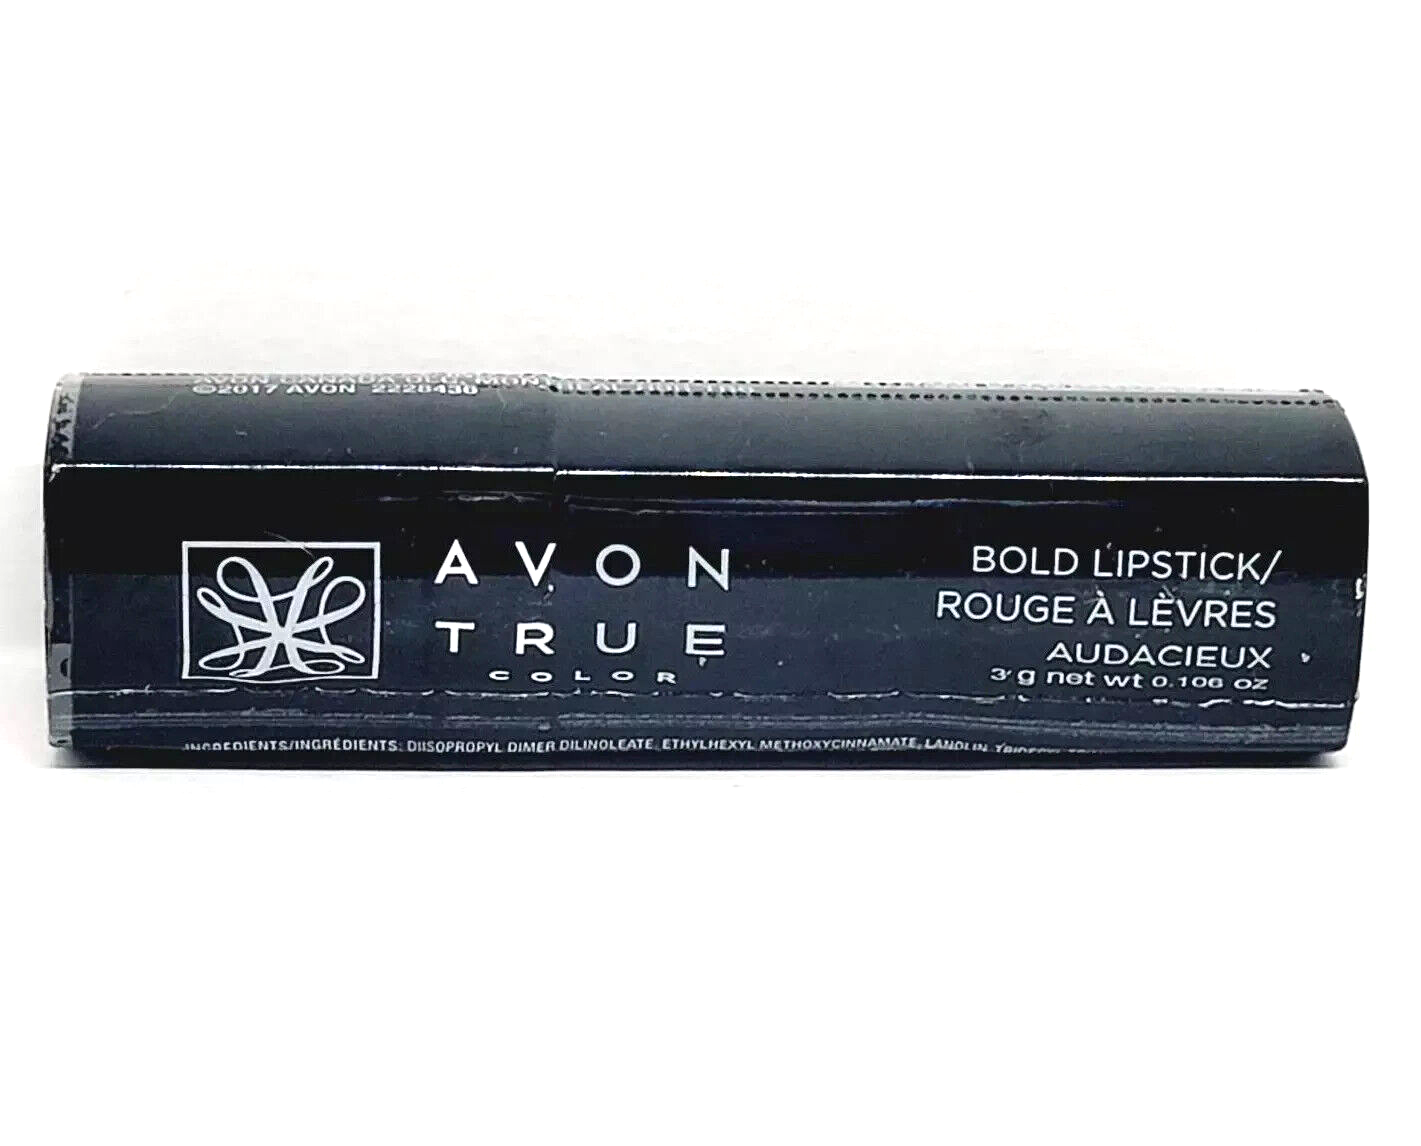 ©2017 AVON
AVON
TRUE
COLOR
BOLD LIPSTICK/
ROUGE À LÈVRES
AUDACIEUX
3 g net wt 0.106 oz
INGREDIENTS/INGRÉDIENTS: DIISOPROPYL DIMER DILINOLEATE, ETHYLHEXYL METHOXYCINNAMATE, LANOLIN,